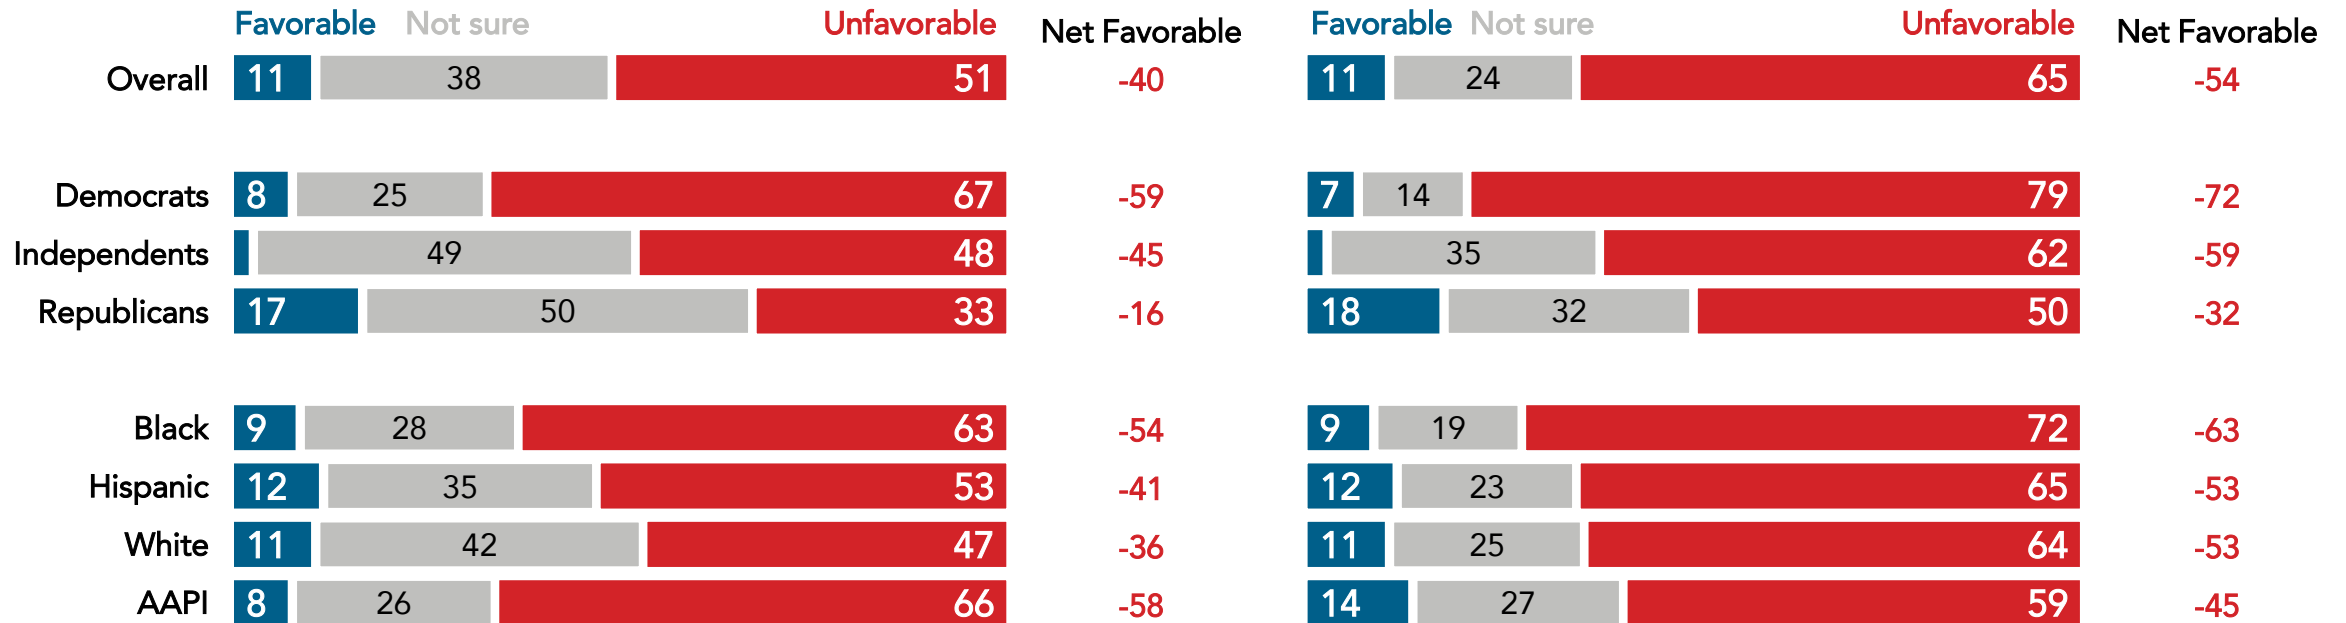 Favorable Not sure Unfavorable Net Favorable Favorable Not sure Unfavorable Net Favorable
Overall 11 38 51 -40 11 24 65 -54
Democrats 8 25 67 -59 7 14 79 -72
Independents 49 48 -45 35 62 -59
Republicans 17 50 33 -16 18 32 50 -32
Black 9 28 63 -54 9 19 72 -63
Hispanic 12 35 53 -41 12 23 65 -53
White 11 42 47 -36 11 25 64 -53
AAPI 8 26 66 -58 14 27 59 -45